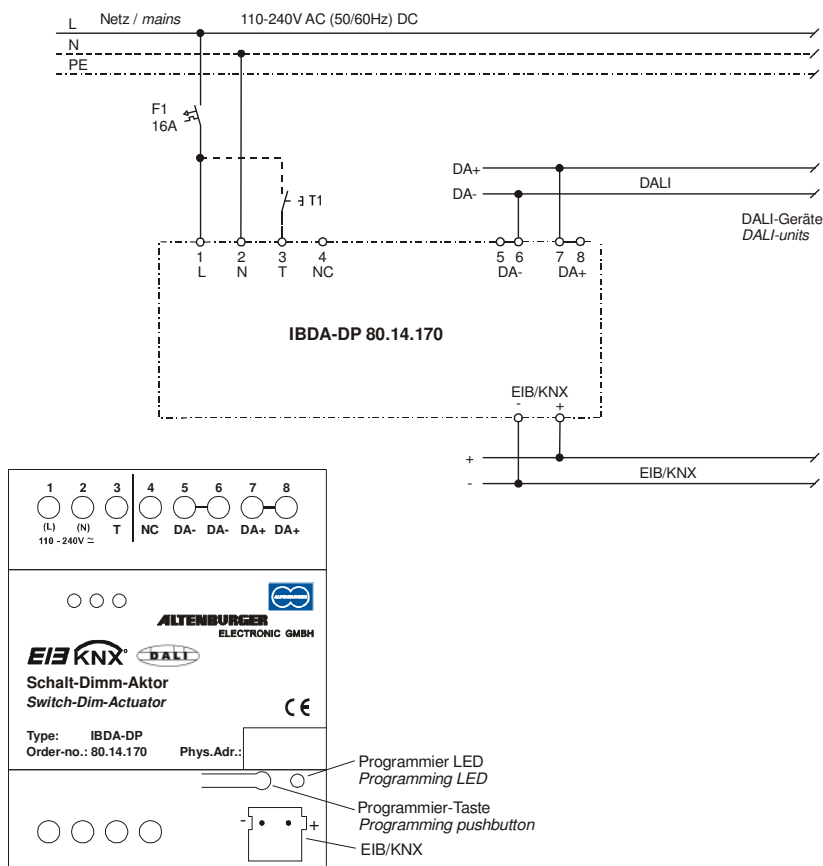 L Netz / mains 110-240V AC (50/60Hz) DC
N
PE
F1
16A
T1
DA+
DA-
DALI
DALI-Geräte
DALI-units
1 2 3 4 5 6 7 8
L N T NC DA- DA+
IBDA-DP 80.14.170
EIB/KNX
- +
+
-
EIB/KNX
1 2 3 4 5 6 7 8
(L) (N) T NC DA- DA- DA+ DA+
110 - 240V ≃
ALTENBURGER
ALTENBURGER
ELECTRONIC GMBH
EIB KNX® DALI
Schalt-Dimm-Aktor
Switch-Dim-Actuator
CE
Type: IBDA-DP
Order-no.: 80.14.170 Phys.Adr.:
Programmier LED
Programming LED
Programmier-Taste
Programming pushbutton
- +
EIB/KNX